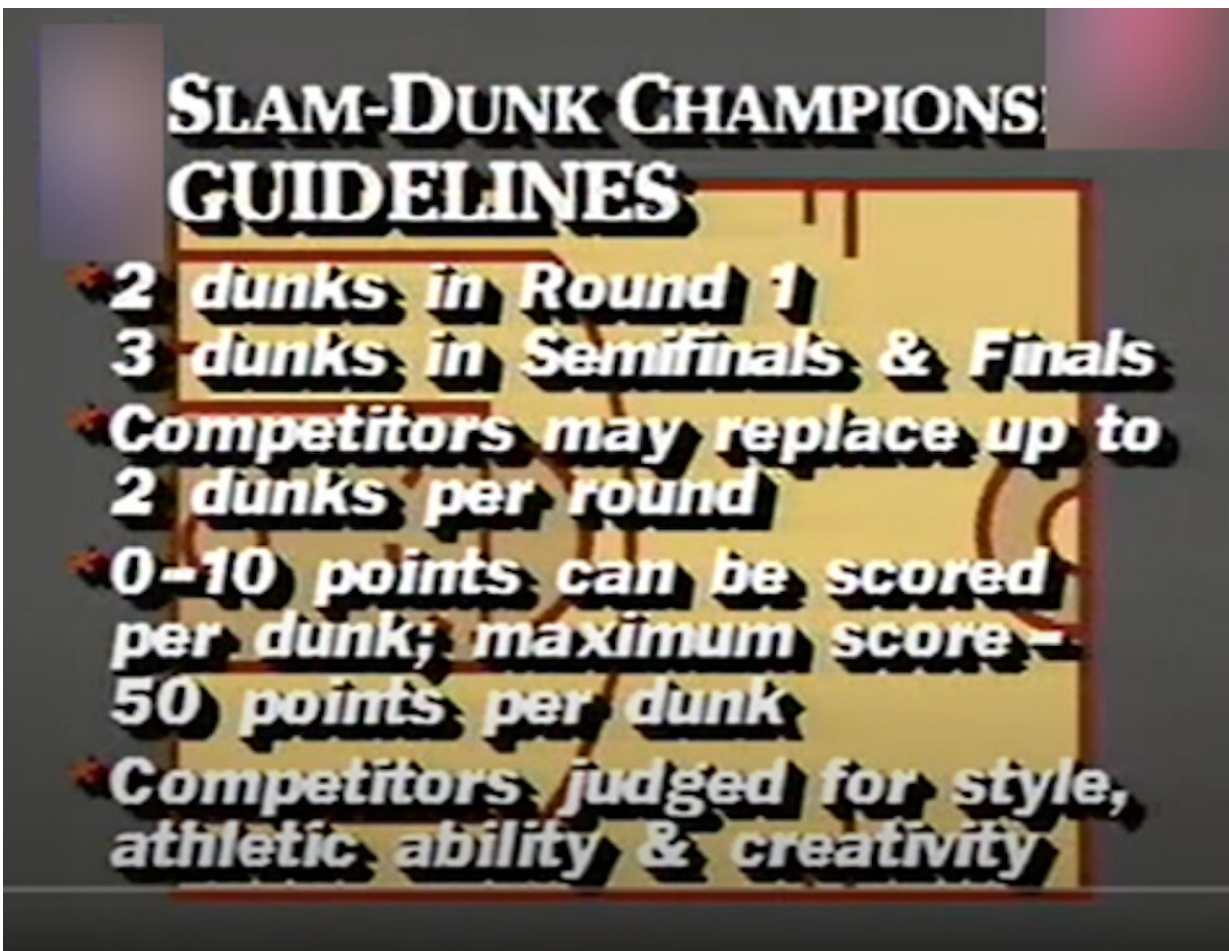 SLAM-DUNK CHAMPIONS
GUIDELINES
*2 dunks in Round 1
3 dunks in Semifinals & Finals
*Competitors may replace up to
2 dunks per round
*0-10 points can be scored
per dunk; maximum score-
50 points per dunk
*Competitors judged for style,
athletic ability & creativity